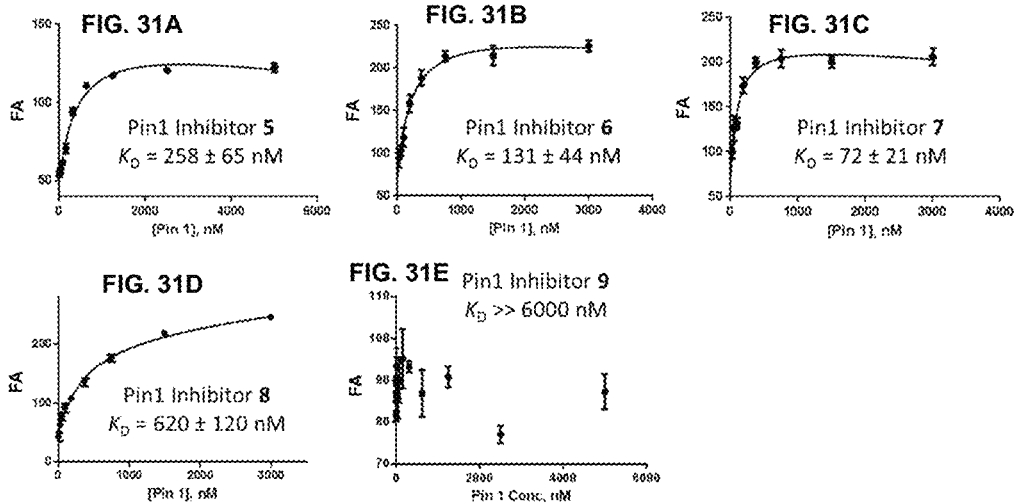 FIG. 31A
150
100
50
FA
Pin1 Inhibitor 5
K_D = 258 ± 65 nM
0 2000 4000 6000
[Pin 1], nM
FIG. 31B
250
200
150
100
50
FA
Pin1 Inhibitor 6
K_D = 131 ± 44 nM
0 1000 2000 3000 4000
[Pin 1], nM
FIG. 31C
250
200
150
100
50
FA
Pin1 Inhibitor 7
K_D = 72 ± 21 nM
0 1000 2000 3000 4000
[Pin 1], nM
FIG. 31D
200
100
0
FA
Pin1 Inhibitor 8
K_D = 620 ± 120 nM
0 1000 2000 3000
[Pin 1], nM
FIG. 31E
Pin1 Inhibitor 9
K_D >> 6000 nM
110
90
80
70
FA
0 2000 4000 6000
Pin 1 Conc, nM